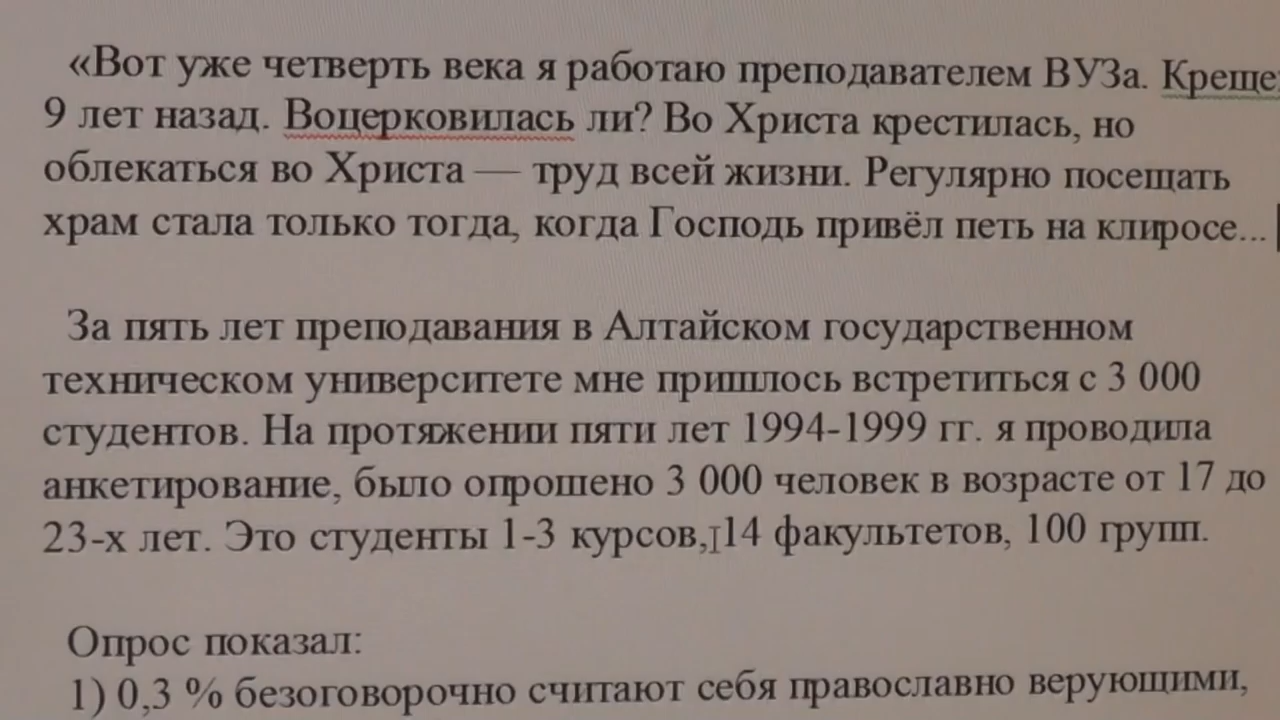 «Вот уже четверть века я работаю преподавателем ВУЗа.
9 лет назад. Воцерковилась ли? Во Христа крестилась, но
облекаться во Христа — труд всей жизни. Регулярно посещать
храм стала только тогда, когда Господь привёл петь на клиросе...
За пять лет преподавания в Алтайском государственном
техническом университете мне пришлось встретиться с 3 000
студентов. На протяжении пяти лет 1994-1999 гг. я проводила
анкетирование, было опрошено 3 000 человек в возрасте от 17 до
23-х лет. Это студенты 1-3 курсов, 14 факультетов, 100 групп.
Опрос показал:
1) 0,3 % безоговорочно считают себя православно верующими,